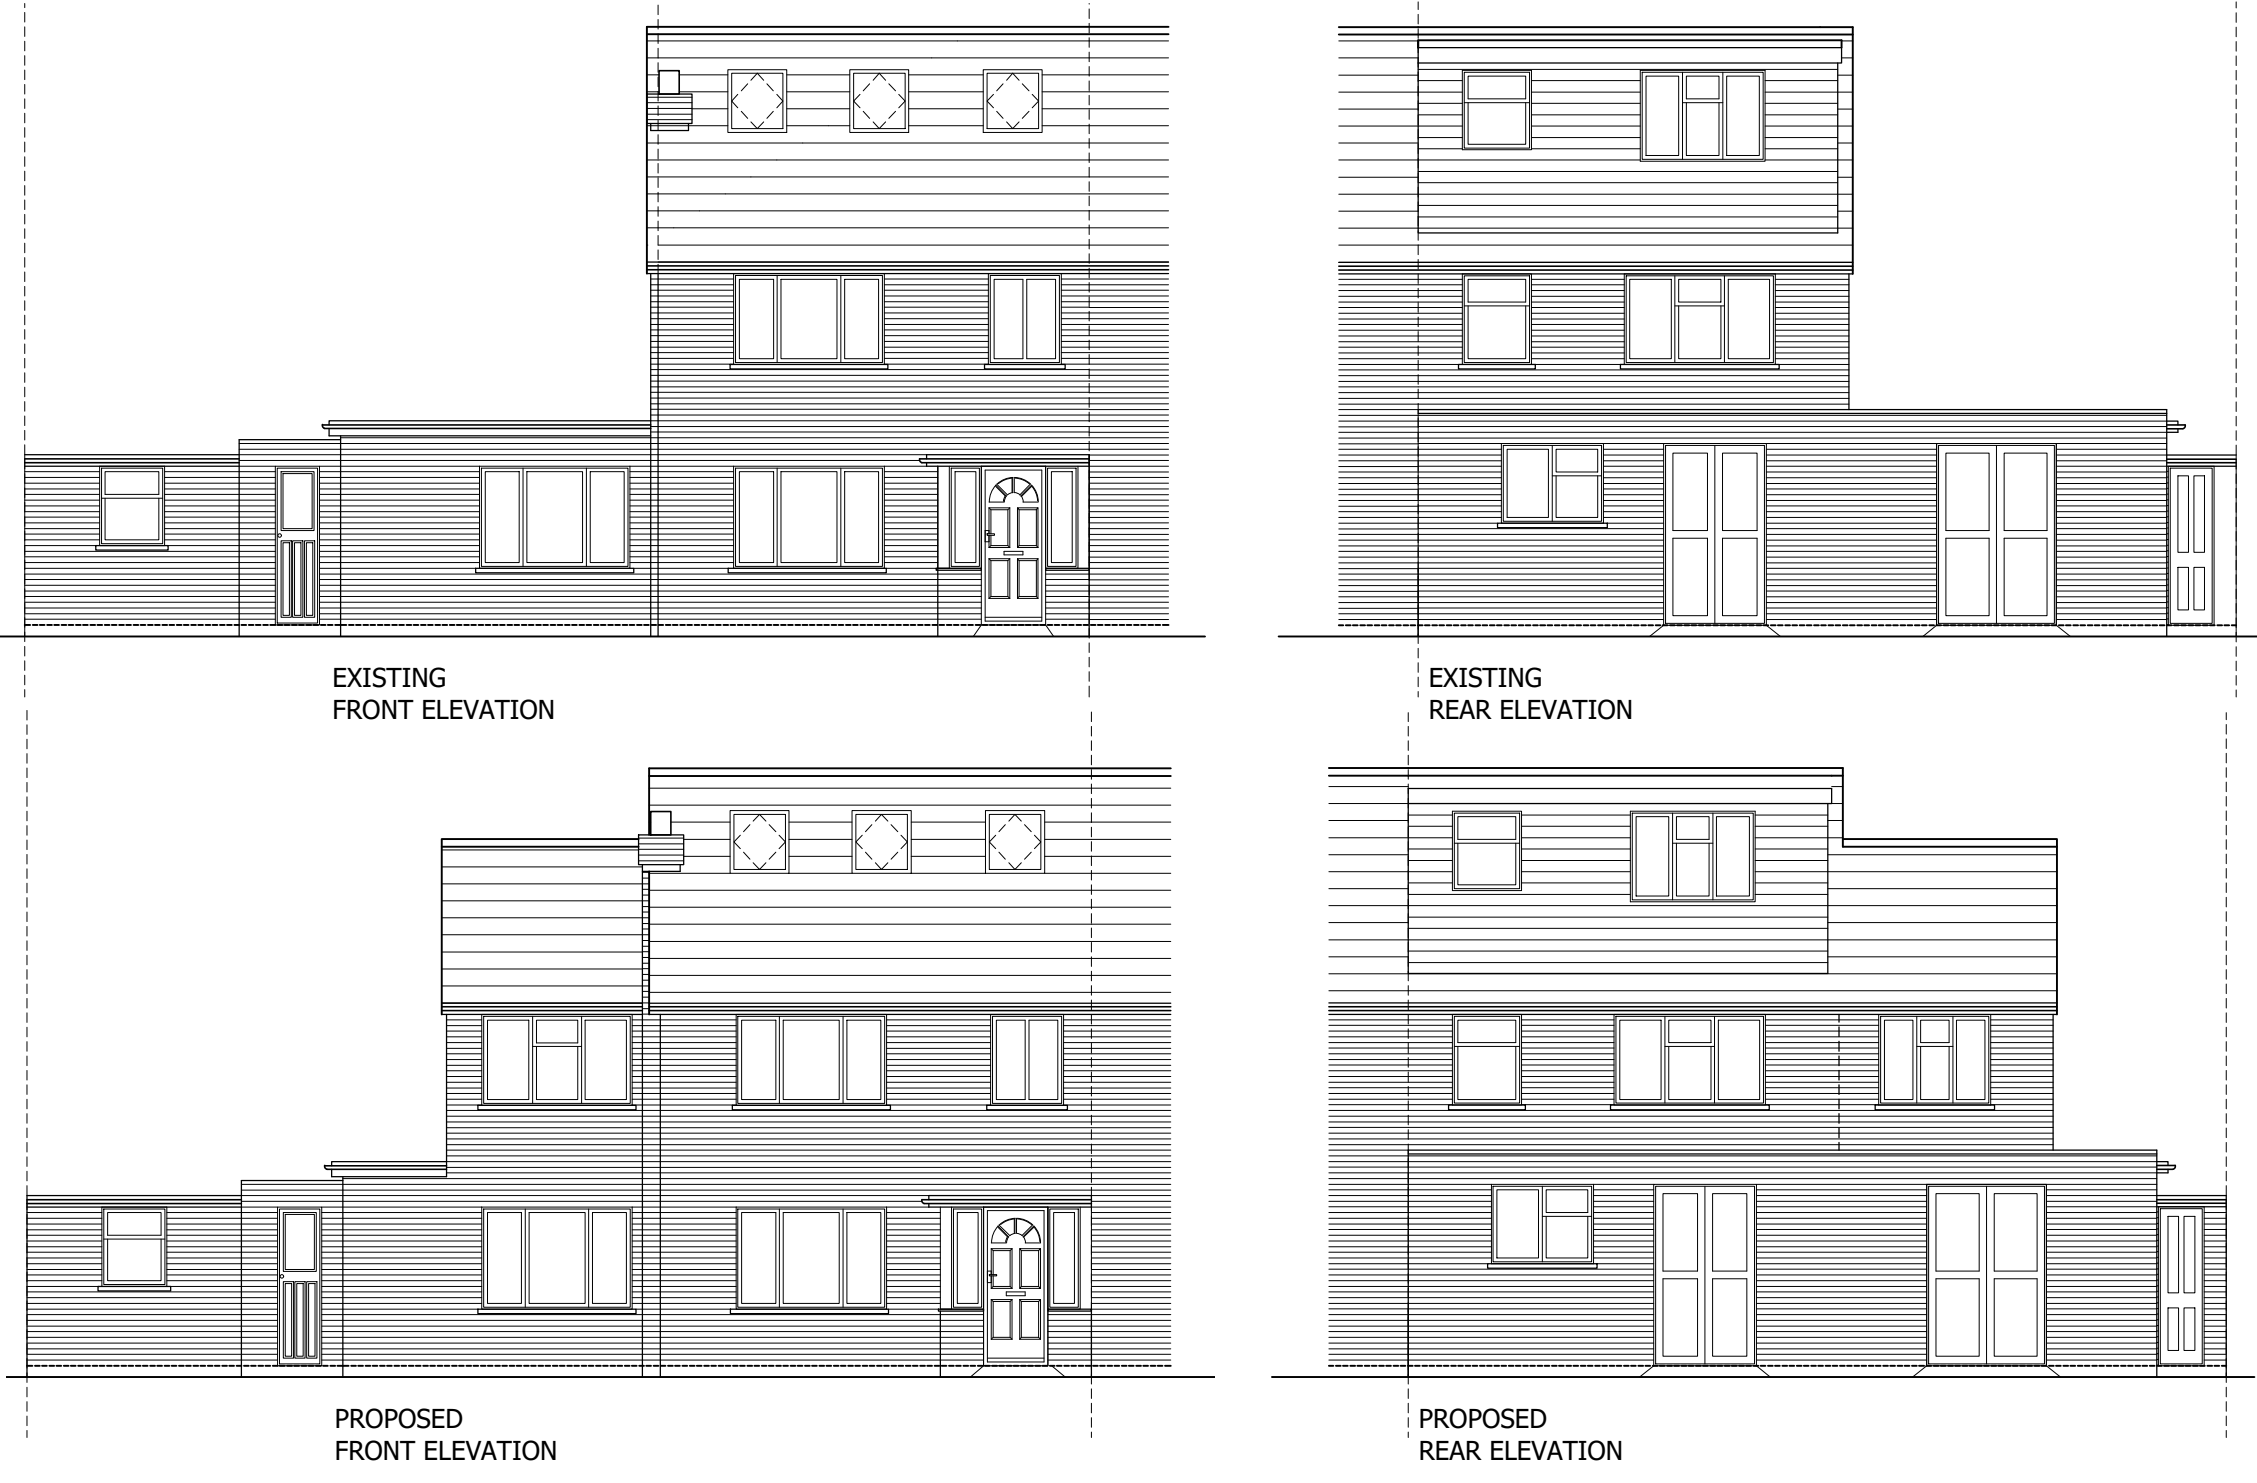 EXISTING
FRONT ELEVATION
EXISTING
REAR ELEVATION
PROPOSED
FRONT ELEVATION
PROPOSED
REAR ELEVATION